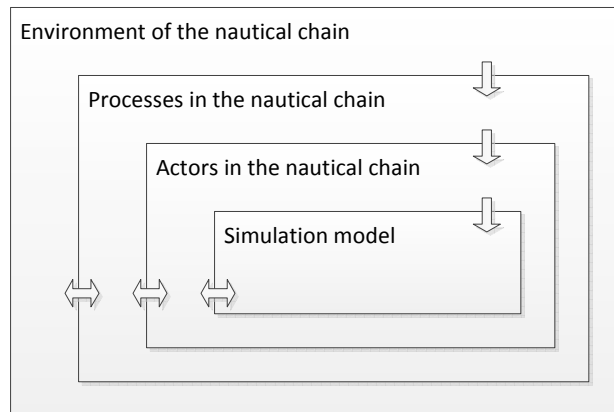 Environment of the nautical chain
Processes in the nautical chain
Actors in the nautical chain
Simulation model